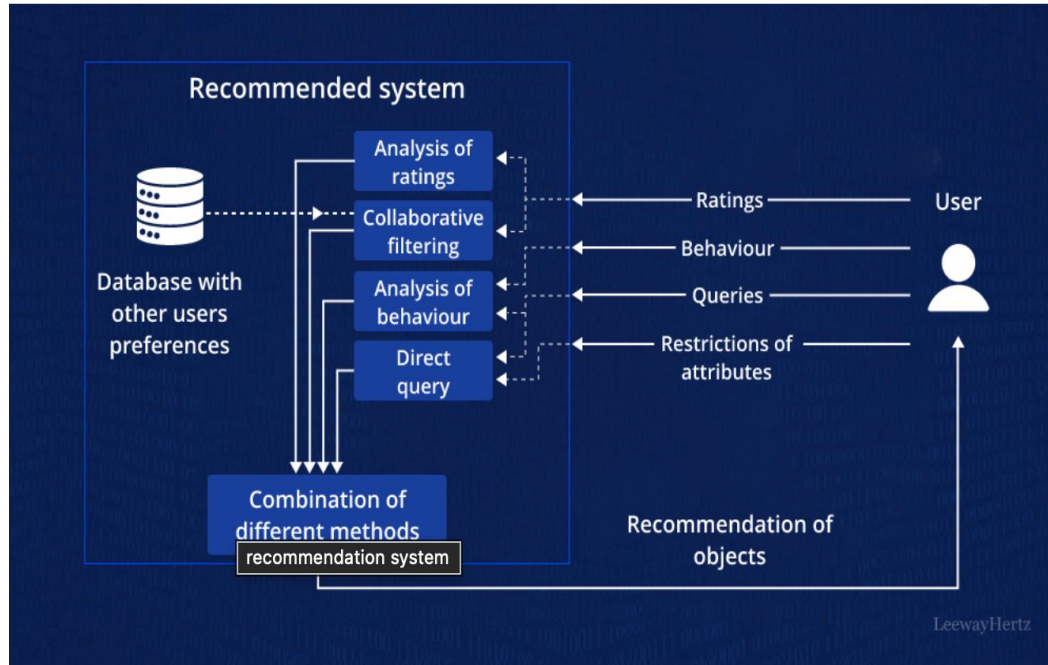 Recommended system
Analysis of
ratings
Collaborative
filtering
Analysis of
behaviour
Direct
query
Database with
other users
preferences
Combination of
different methods
recommendation system
Ratings
Behaviour
Queries
Restrictions of
attributes
User
Recommendation of
objects
LeewayHertz